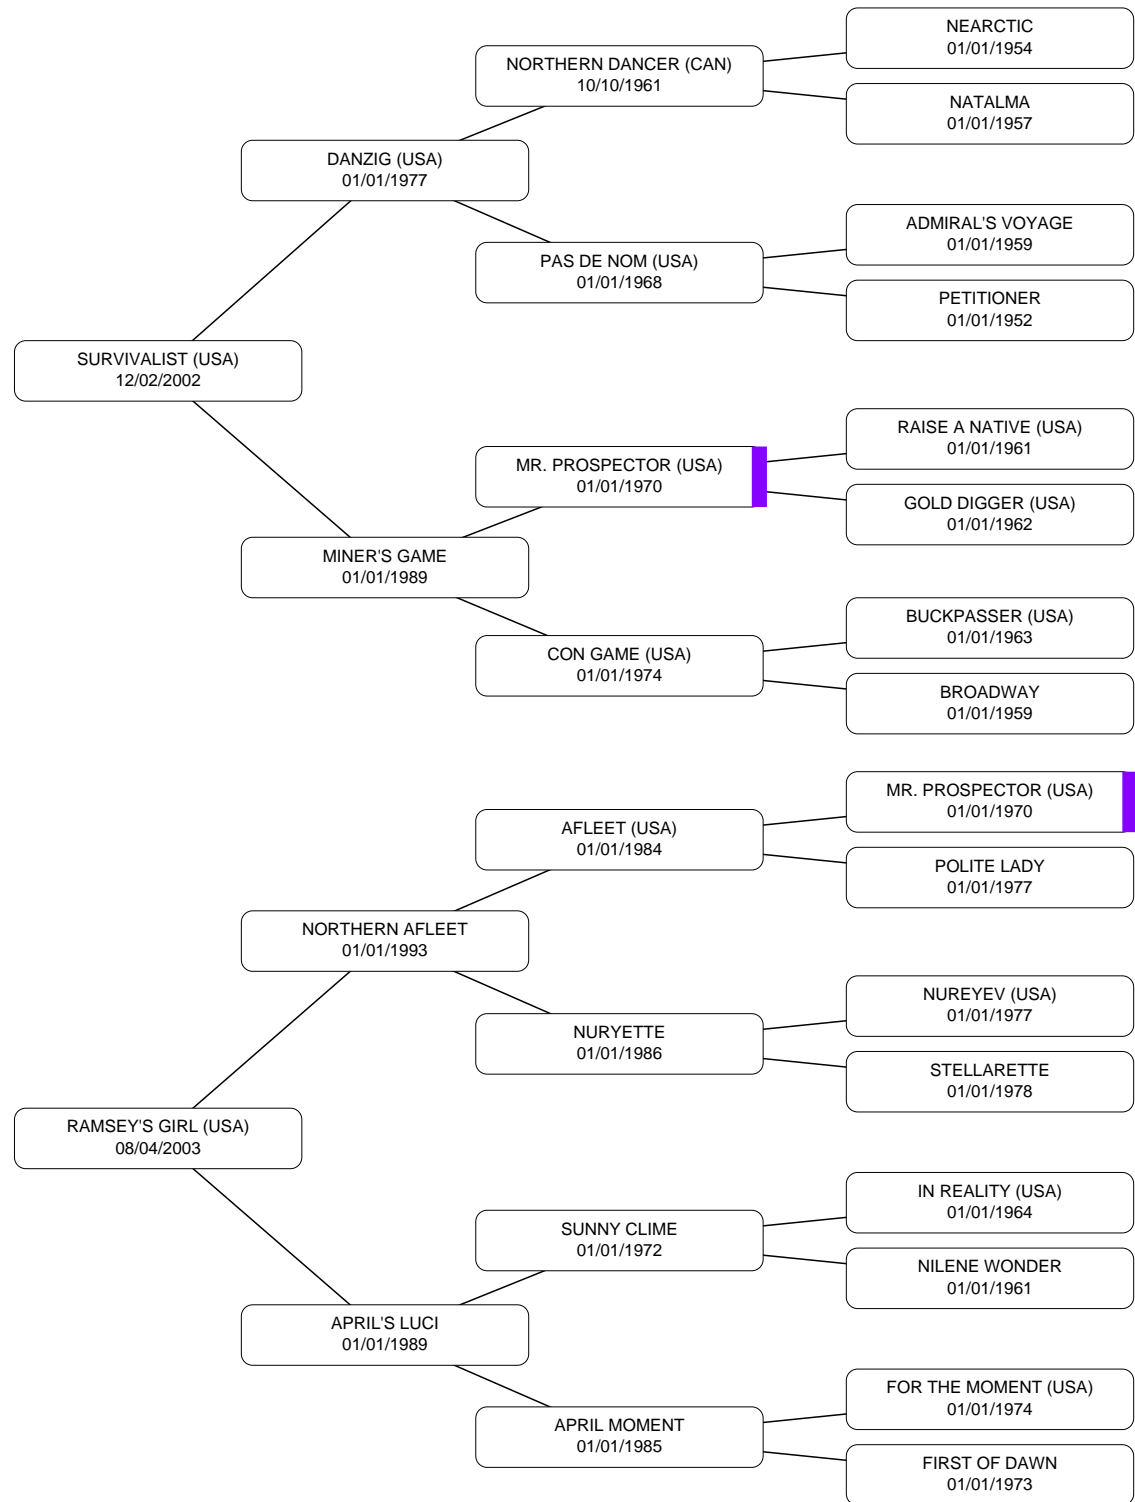 NEARCTIC
01/01/1954
NORTHERN DANCER (CAN)
10/10/1961
NATALMA
01/01/1957
DANZIG (USA)
01/01/1977
ADMIRAL'S VOYAGE
01/01/1959
PAS DE NOM (USA)
01/01/1968
PETITIONER
01/01/1952
SURVIVALIST (USA)
12/02/2002
RAISE A NATIVE (USA)
01/01/1961
MR. PROSPECTOR (USA)
01/01/1970
GOLD DIGGER (USA)
01/01/1962
MINER'S GAME
01/01/1989
BUCKPASSER (USA)
01/01/1963
CON GAME (USA)
01/01/1974
BROADWAY
01/01/1959
MR. PROSPECTOR (USA)
01/01/1970
AFLEET (USA)
01/01/1984
POLITE LADY
01/01/1977
NORTHERN AFLEET
01/01/1993
NUREYEV (USA)
01/01/1977
NURYETTE
01/01/1986
STELLARETTE
01/01/1978
RAMSEY'S GIRL (USA)
08/04/2003
IN REALITY (USA)
01/01/1964
SUNNY CLIME
01/01/1972
NILENE WONDER
01/01/1961
APRIL'S LUCI
01/01/1989
FOR THE MOMENT (USA)
01/01/1974
APRIL MOMENT
01/01/1985
FIRST OF DAWN
01/01/1973